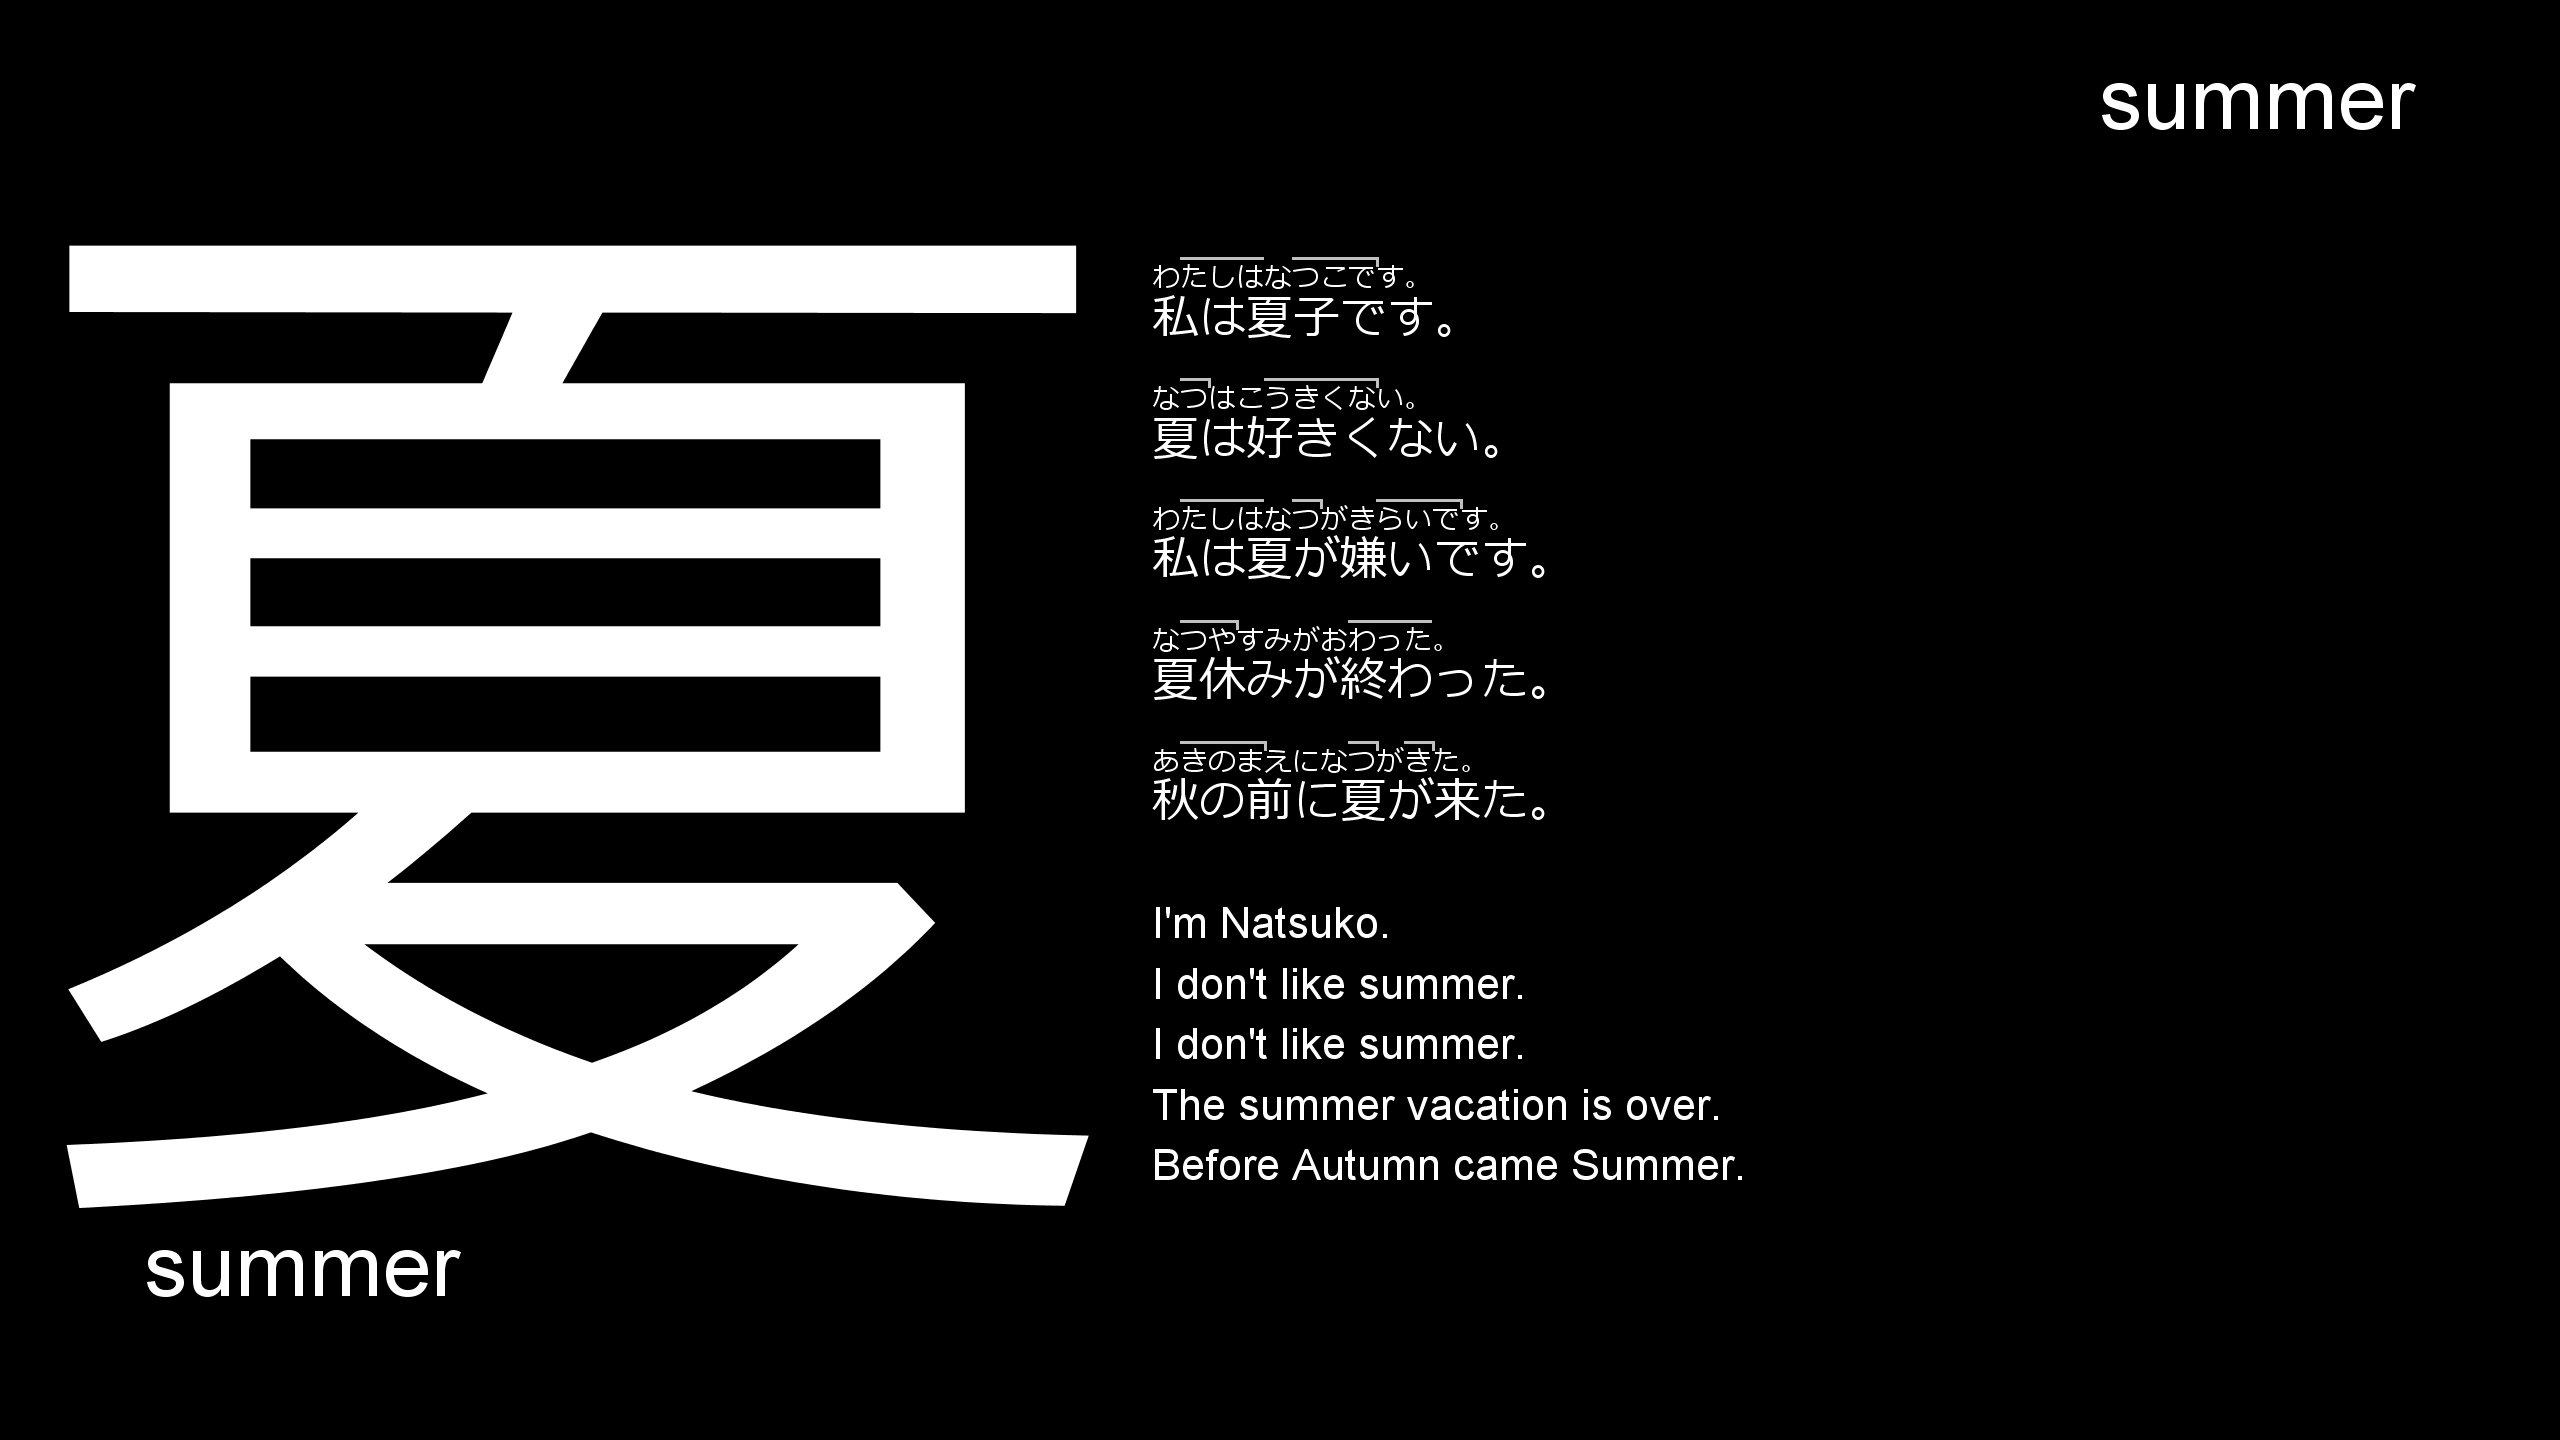 summer
夏
わたしはなつこです。
私は夏子です。
なつはこうきくない。
夏は好きくない。
わたしはなつがきらいです。
私は夏が嫌いです。
なつやすみがおわった。
夏休みが終わった。
あきのまえになつがきた。
秋の前に夏が来た。
I'm Natsuko.
I don't like summer.
I don't like summer.
The summer vacation is over.
Before Autumn came Summer.
summer